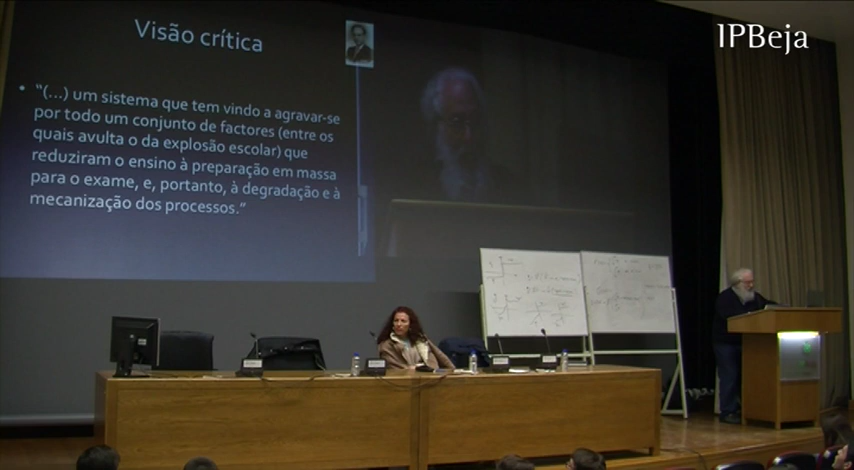 IPBeja
Visão crítica
• “(...) um sistema que tem vindo a agravar-se
por todo um conjunto de factores (entre os
quais avulta o da explosão escolar) que
reduziram o ensino à preparação em massa
para o exame, e, portanto, à degradação e à
mecanização dos processos.”